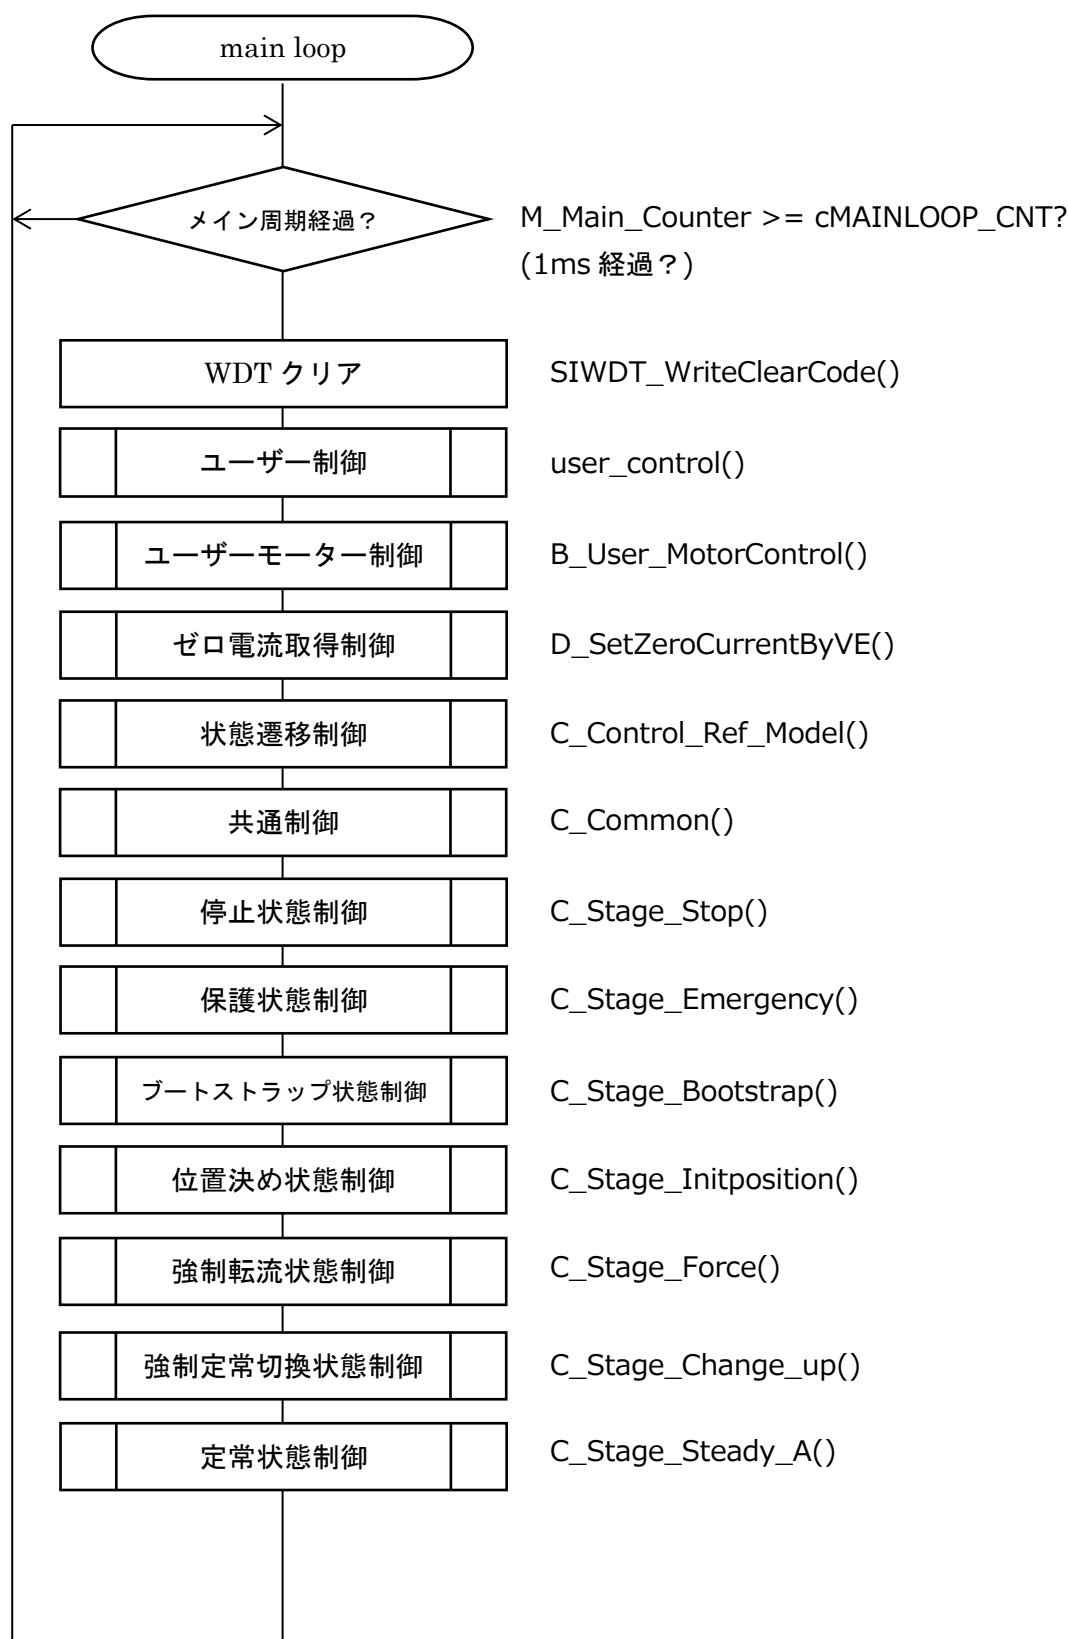 main loop
メイン周期経過？
M_Main_Counter >= cMAINLOOP_CNT?
(1ms 経過？)
WDT クリア
SIWDT_WriteClearCode()
ユーザー制御
user_control()
ユーザーモーター制御
B_User_MotorControl()
ゼロ電流取得制御
D_SetZeroCurrentByVE()
状態遷移制御
C_Control_Ref_Model()
共通制御
C_Common()
停止状態制御
C_Stage_Stop()
保護状態制御
C_Stage_Emergency()
ブートストラップ状態制御
C_Stage_Bootstrap()
位置決め状態制御
C_Stage_Initposition()
強制転流状態制御
C_Stage_Force()
強制定常切換状態制御
C_Stage_Change_up()
定常状態制御
C_Stage_Steady_A()